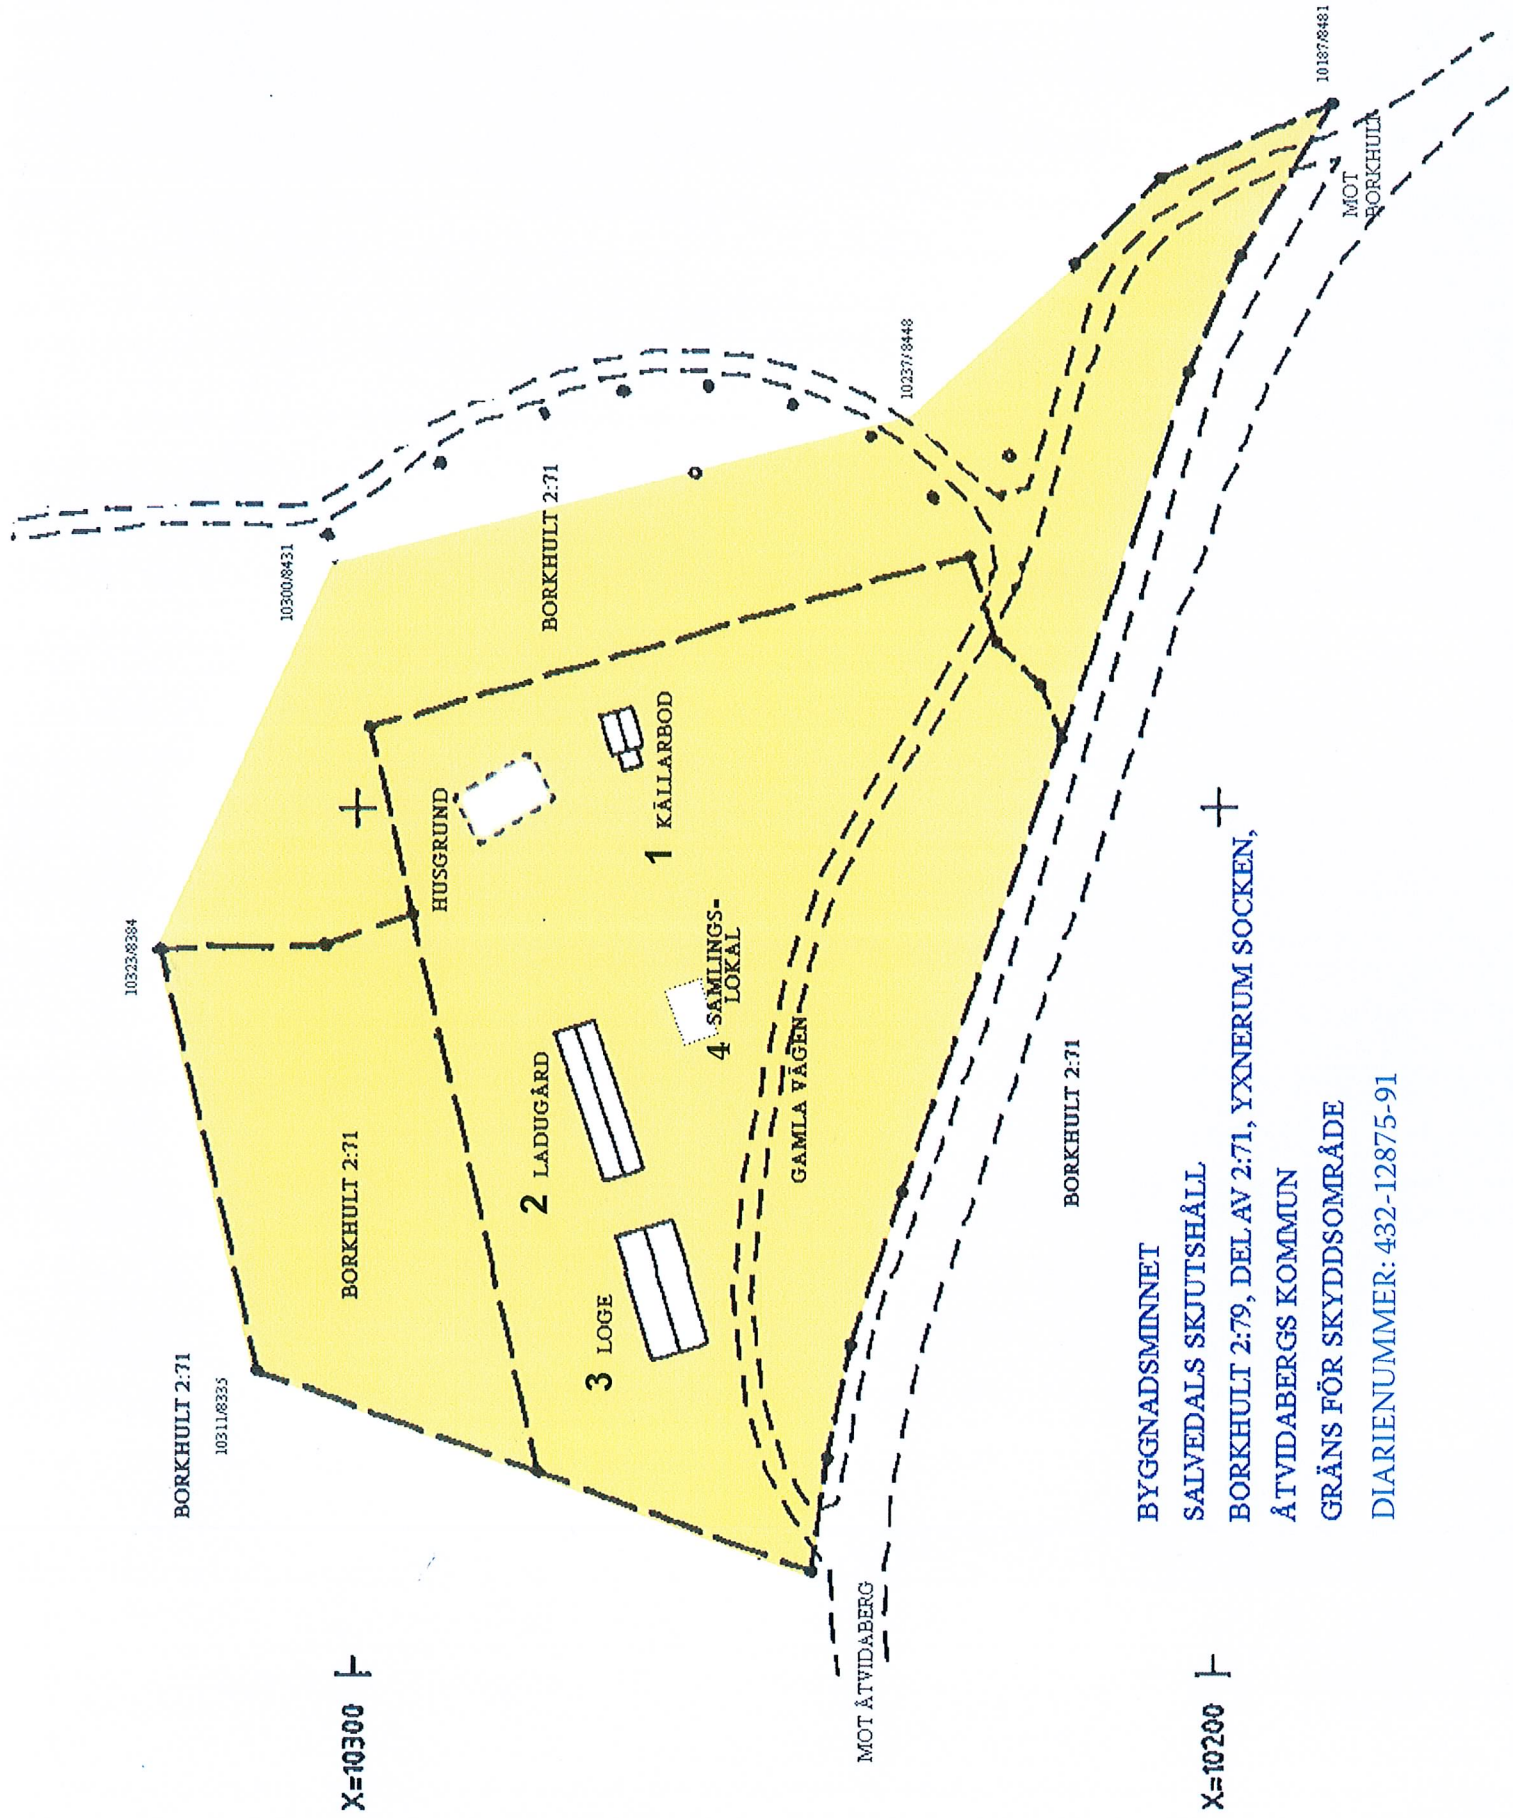 10323/8384
10300/8431
10187/8481
BORKHULT 2:71
10311/8335
X=10300
BORKHULT 2:71
HUSGRUND
BORKHULT 2:71
2 LADUGÅRD
3 LOGE
1 KÄLLARBOD
4 SAMLINGS-
LOKAL
GAMLA VÄGEN
10237/8448
MOT ÅTVIDABERG
BORKHULT 2:71
MOT
BORKHULT
X=10200
BYGGNADSMINNET
SALVEDALS SKJUTSHÅLL
BORKHULT 2:79, DEL AV 2:71, YXNERUM SOCKEN,
ÅTVIDABERGS KOMMUN
GRÄNS FÖR SKYDDSOMRÅDE
DIARIENUMMER: 432-12875-91